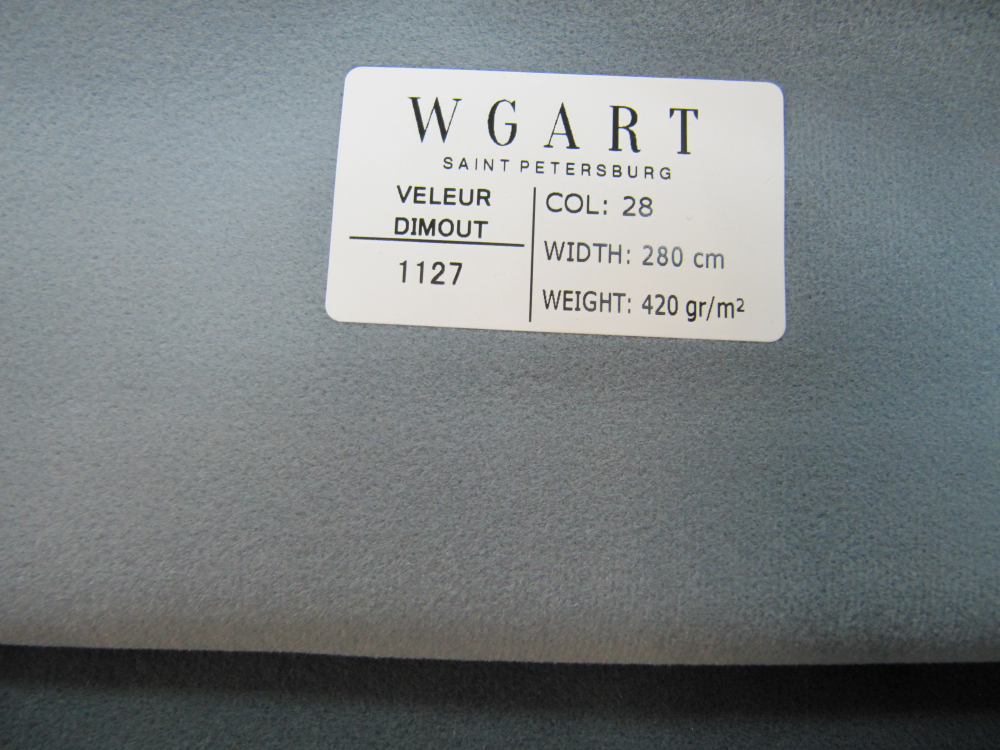 WGART
SAINT PETERSBURG
VELEUR
DIMOUT
1127
COL: 28
WIDTH: 280 cm
WEIGHT: 420 gr/m²